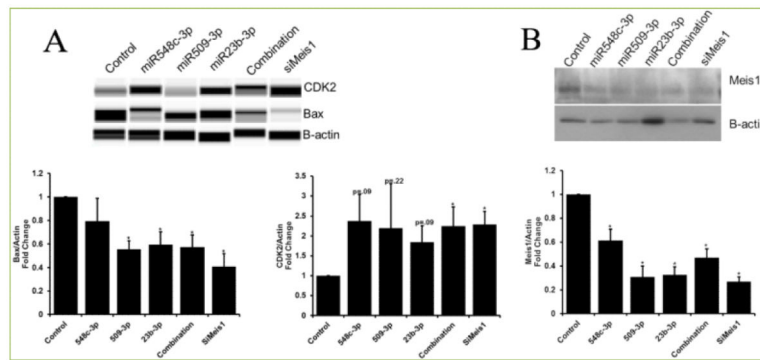 A
Control
miR548c-3p
miR509-3p
miR23b-3p
Combination
siMeis1
CDK2
Bax
B-actin
B
Control
miR548c-3p
miR509-3p
miR23b-3p
Combination
siMeis1
Meis1
B-acti
Bax/Actin
Fold Change
1.2
1
0.8
0.6
0.4
0.2
0
*
*
*
*
Control
548c-3p
509-3p
23b-3p
Combination
SiMeis1
CDK2/Actin
Fold Change
3.5
3
2.5
2
1.5
1
0.5
0
*
*
Control
548c-3p
509-3p
23b-3p
Combination
SiMeis1
Meis1/Actin
Fold Change
1.2
1
0.8
0.6
0.4
0.2
0
*
*
*
*
*
Control
548c-3p
509-3p
23b-3p
Combination
SiMeis1